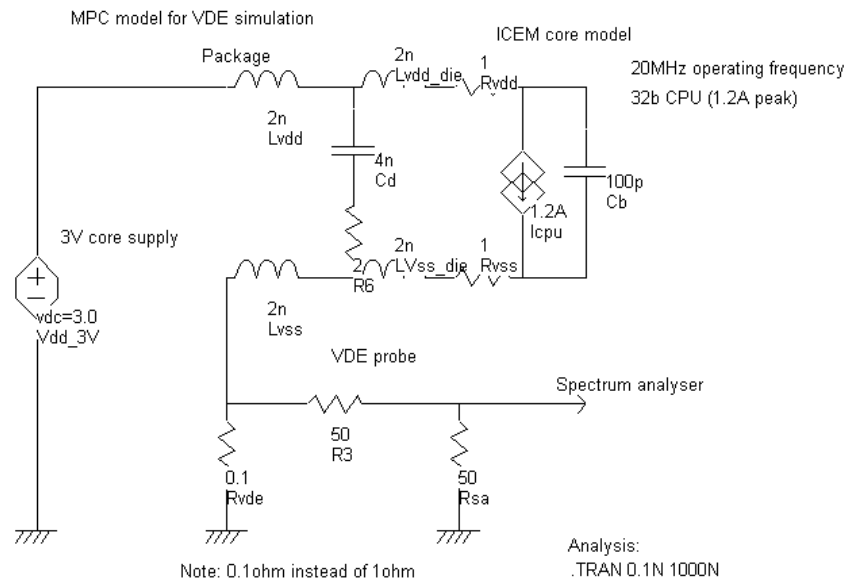 MPC model for VDE simulation
ICEM core model
Package
2n
Lvdd_die
1
Rvdd
20MHz operating frequency
32b CPU (1.2A peak)
2n
Lvdd
4n
Cd
100p
Cb
1.2A
Icpu
3V core supply
2n
LVss_die
1
Rvss
2
R6
vdc=3.0
Vdd_3V
2n
Lvss
VDE probe
Spectrum analyser
50
R3
0.1
Rvde
50
Rsa
Note: 0.1ohm instead of 1ohm
Analysis:
.TRAN 0.1N 1000N